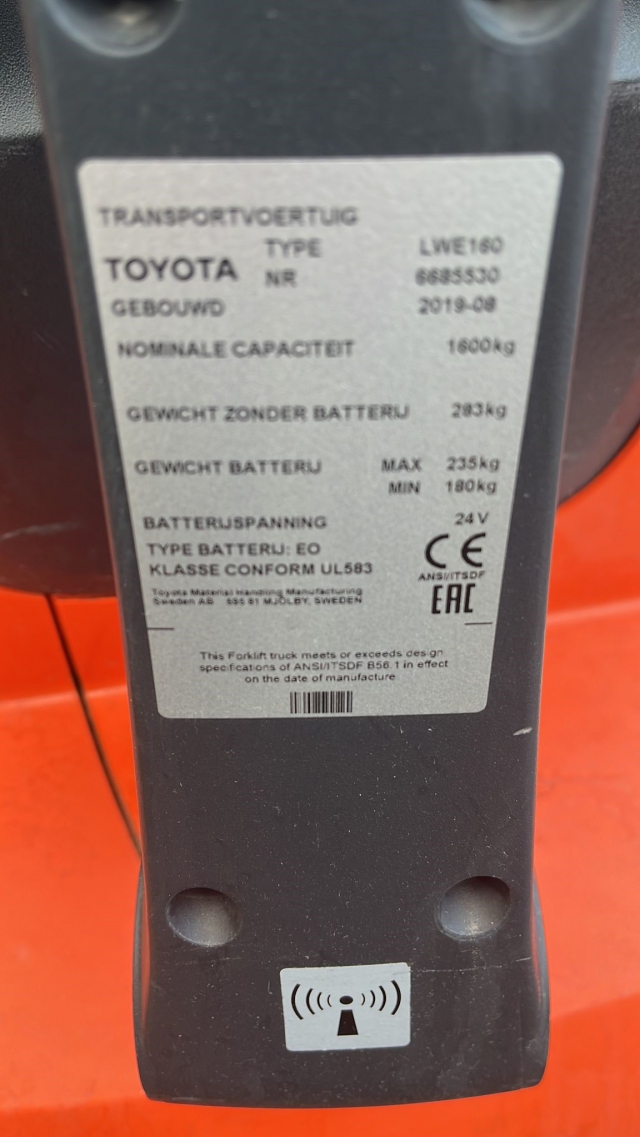 TRANSPORTVOERTUIG
TYPE LWE160
TOYOTA
NR 6685530
GEBOUWD 2019-08
NOMINALE CAPACITEIT 1600kg
GEWICHT ZONDER BATTERIJ 283kg
GEWICHT BATTERIJ MAX 235kg
MIN 180kg
BATTERIJSPANNING 24V
TYPE BATTERIJ: EO
KLASSE CONFORM UL583
CE
ANSI/ITSDF
EAC
Toyota Material Handling Manufacturing
Sweden AB 595 81 MJÖLBY, SWEDEN
This Forklift truck meets or exceeds design
specifications of ANSI/ITSDF B56.1 in effect
on the date of manufacture